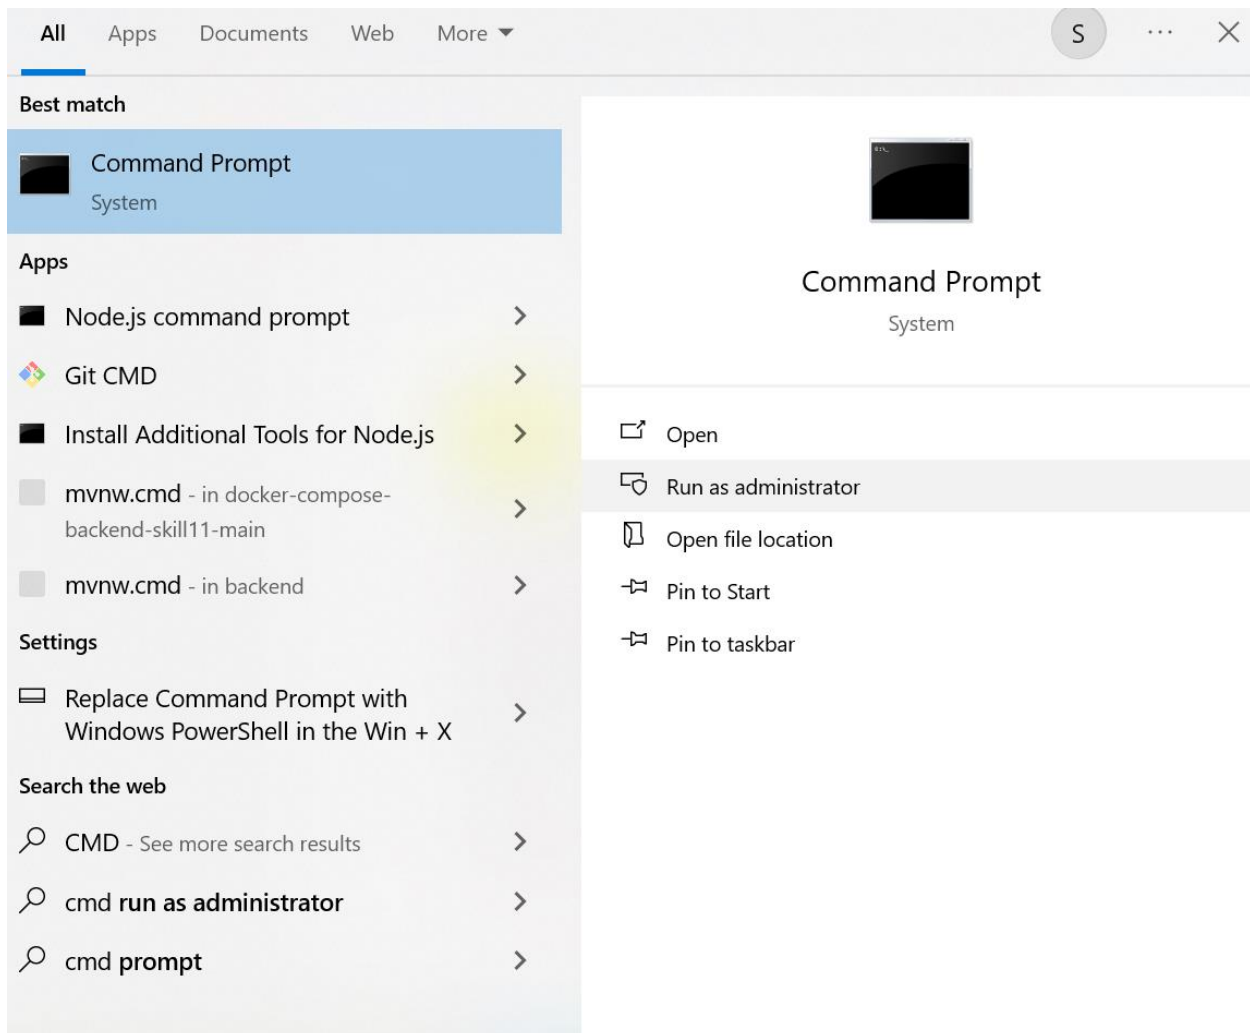 All Apps Documents Web More S ...
Best match
Command Prompt
System
Apps
Node.js command prompt
Git CMD
Install Additional Tools for Node.js
mvnw.cmd - in docker-compose-
backend-skill11-main
mvnw.cmd - in backend
Settings
Replace Command Prompt with
Windows PowerShell in the Win + X
Search the web
CMD - See more search results
cmd run as administrator
cmd prompt
Command Prompt
System
Open
Run as administrator
Open file location
Pin to Start
Pin to taskbar